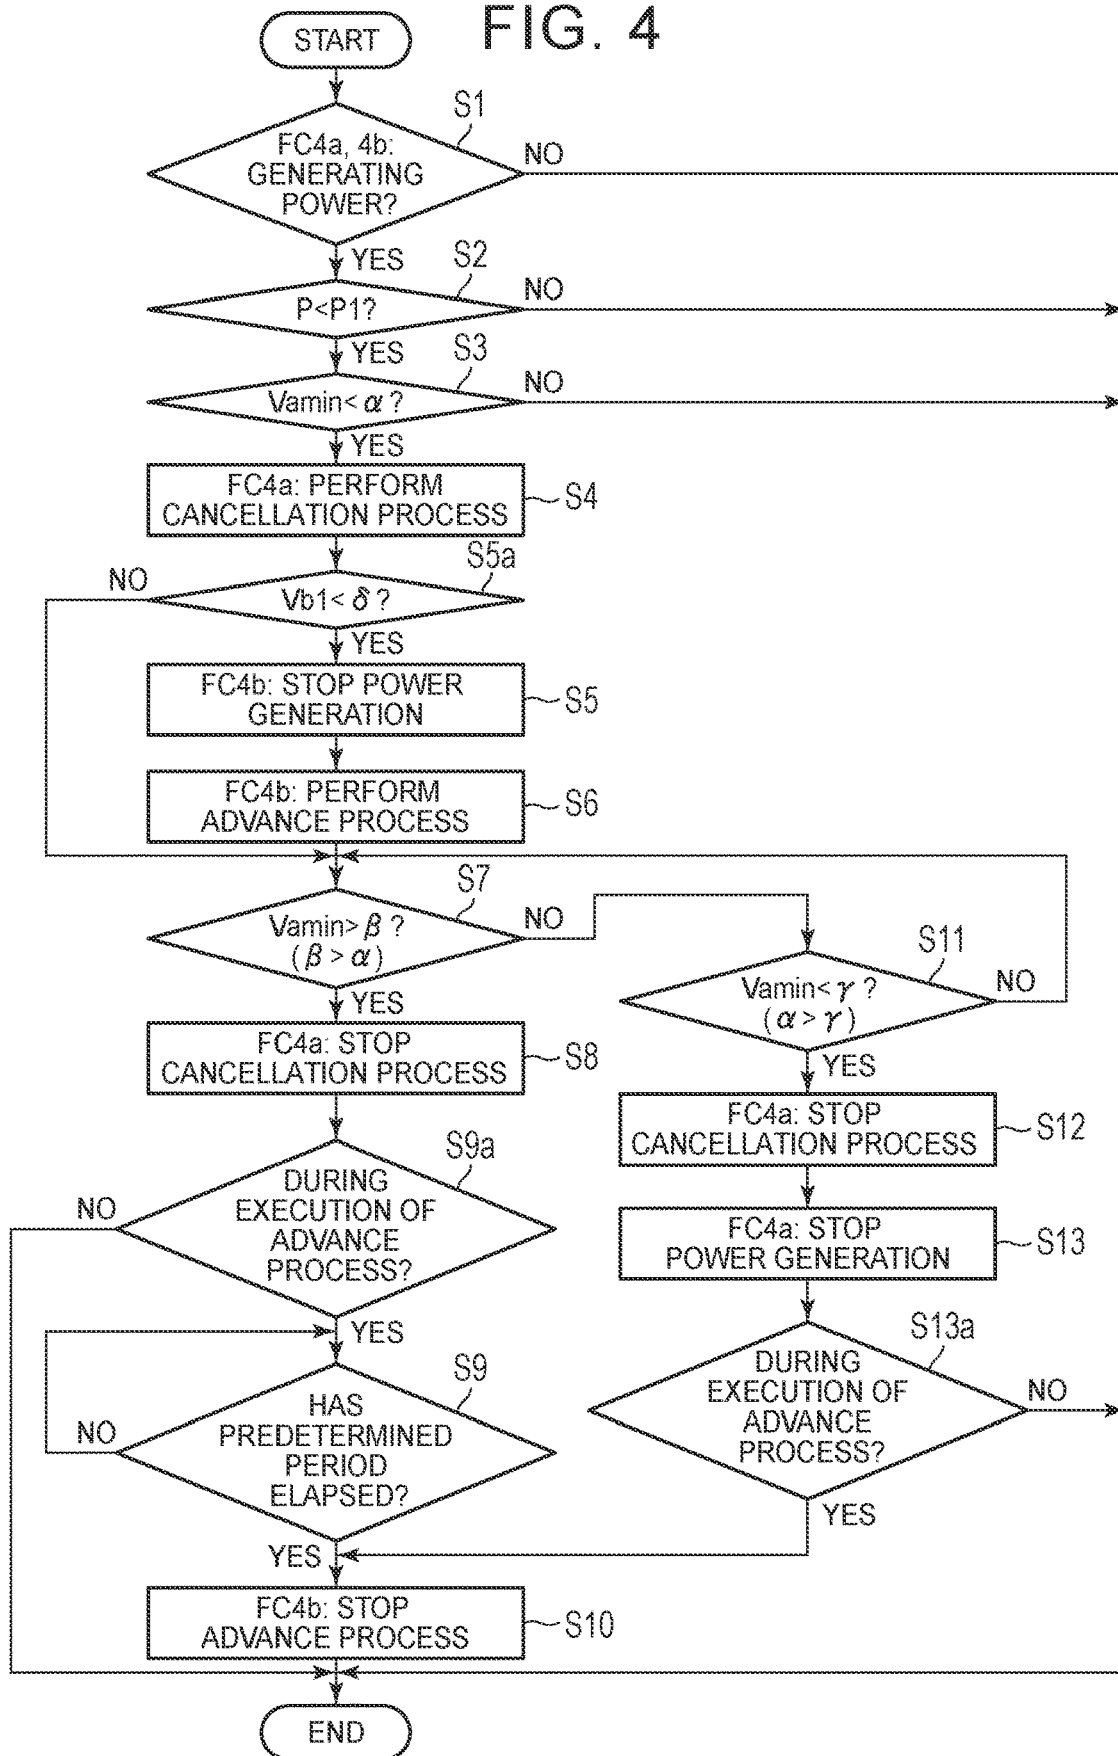 FIG. 4
START
S1
FC4a, 4b:
GENERATING
POWER?
NO
YES
S2
P<P1?
NO
YES
S3
Vamin<α?
NO
YES
FC4a: PERFORM
CANCELLATION PROCESS
S4
S5a
NO
Vb1<δ?
YES
FC4b: STOP POWER
GENERATION
S5
FC4b: PERFORM
ADVANCE PROCESS
S6
S7
Vamin>β?
(β>α)
NO
YES
S11
Vamin<γ?
(α>γ)
NO
YES
FC4a: STOP
CANCELLATION PROCESS
S8
FC4a: STOP
CANCELLATION PROCESS
S12
S9a
DURING
EXECUTION OF
ADVANCE
PROCESS?
NO
YES
FC4a: STOP
POWER GENERATION
S13
S13a
DURING
EXECUTION OF
ADVANCE
PROCESS?
NO
YES
S9
HAS
PREDETERMINED
PERIOD
ELAPSED?
NO
YES
FC4b: STOP
ADVANCE PROCESS
S10
END